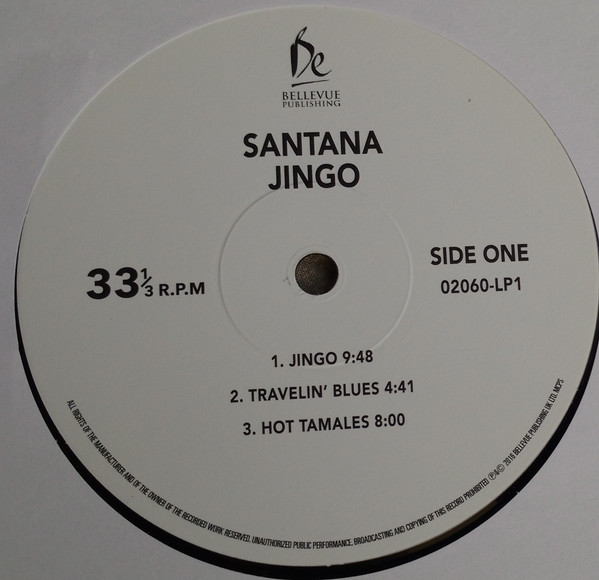 Be
BELLEVUE
PUBLISHING
SANTANA
JINGO
33⅓ R.P.M
SIDE ONE
02060-LP1
1. JINGO 9:48
2. TRAVELIN' BLUES 4:41
3. HOT TAMALES 8:00
ALL RIGHTS OF THE MANUFACTURER AND OF THE OWNER OF THE RECORDED WORK RESERVED. UNAUTHORIZED PUBLIC PERFORMANCE, BROADCASTING AND COPYING OF THIS RECORD PROHIBITED ℗&© 2016 BELLEVUE PUBLISHING UK LTD. MCPS